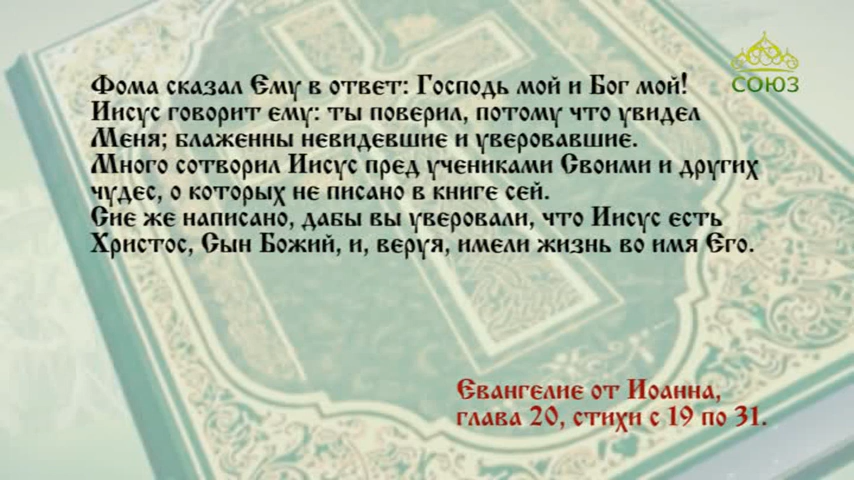 СОЮЗ
Фома сказал Ему в ответ: Господь мой и Бог мой!
Иисус говорит ему: ты поверил, потому что увидел
Меня; блаженны невидевшие и уверовавшие.
Много сотворил Иисус пред учениками Своими и других
чудес, о которых не писано в книге сей.
Сие же написано, дабы вы уверовали, что Иисус есть
Христос, Сын Божий, и, веруя, имели жизнь во имя Его.
Евангелие от Иоанна,
глава 20, стихи с 19 по 31.